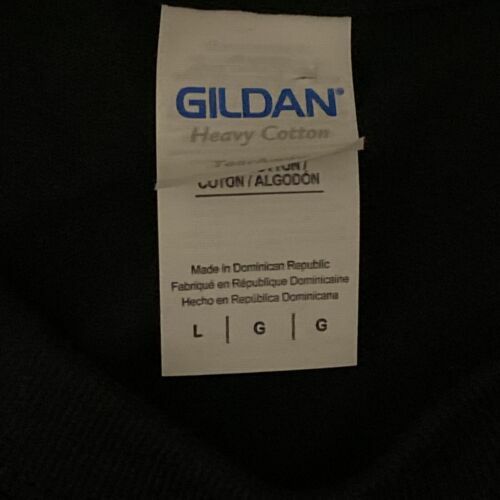 GILDAN®
Heavy Cotton
COTON / ALGODÓN
Made in Dominican Republic
Fabriqué en République Dominicaine
Hecho en República Dominicana
L | G | G